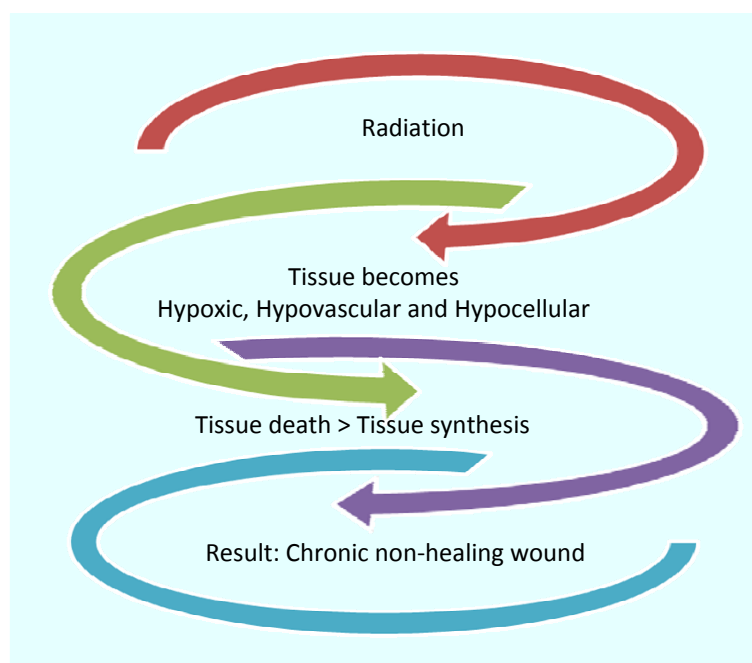 Radiation
Tissue becomes
Hypoxic, Hypovascular and Hypocellular
Tissue death > Tissue synthesis
Result: Chronic non-healing wound